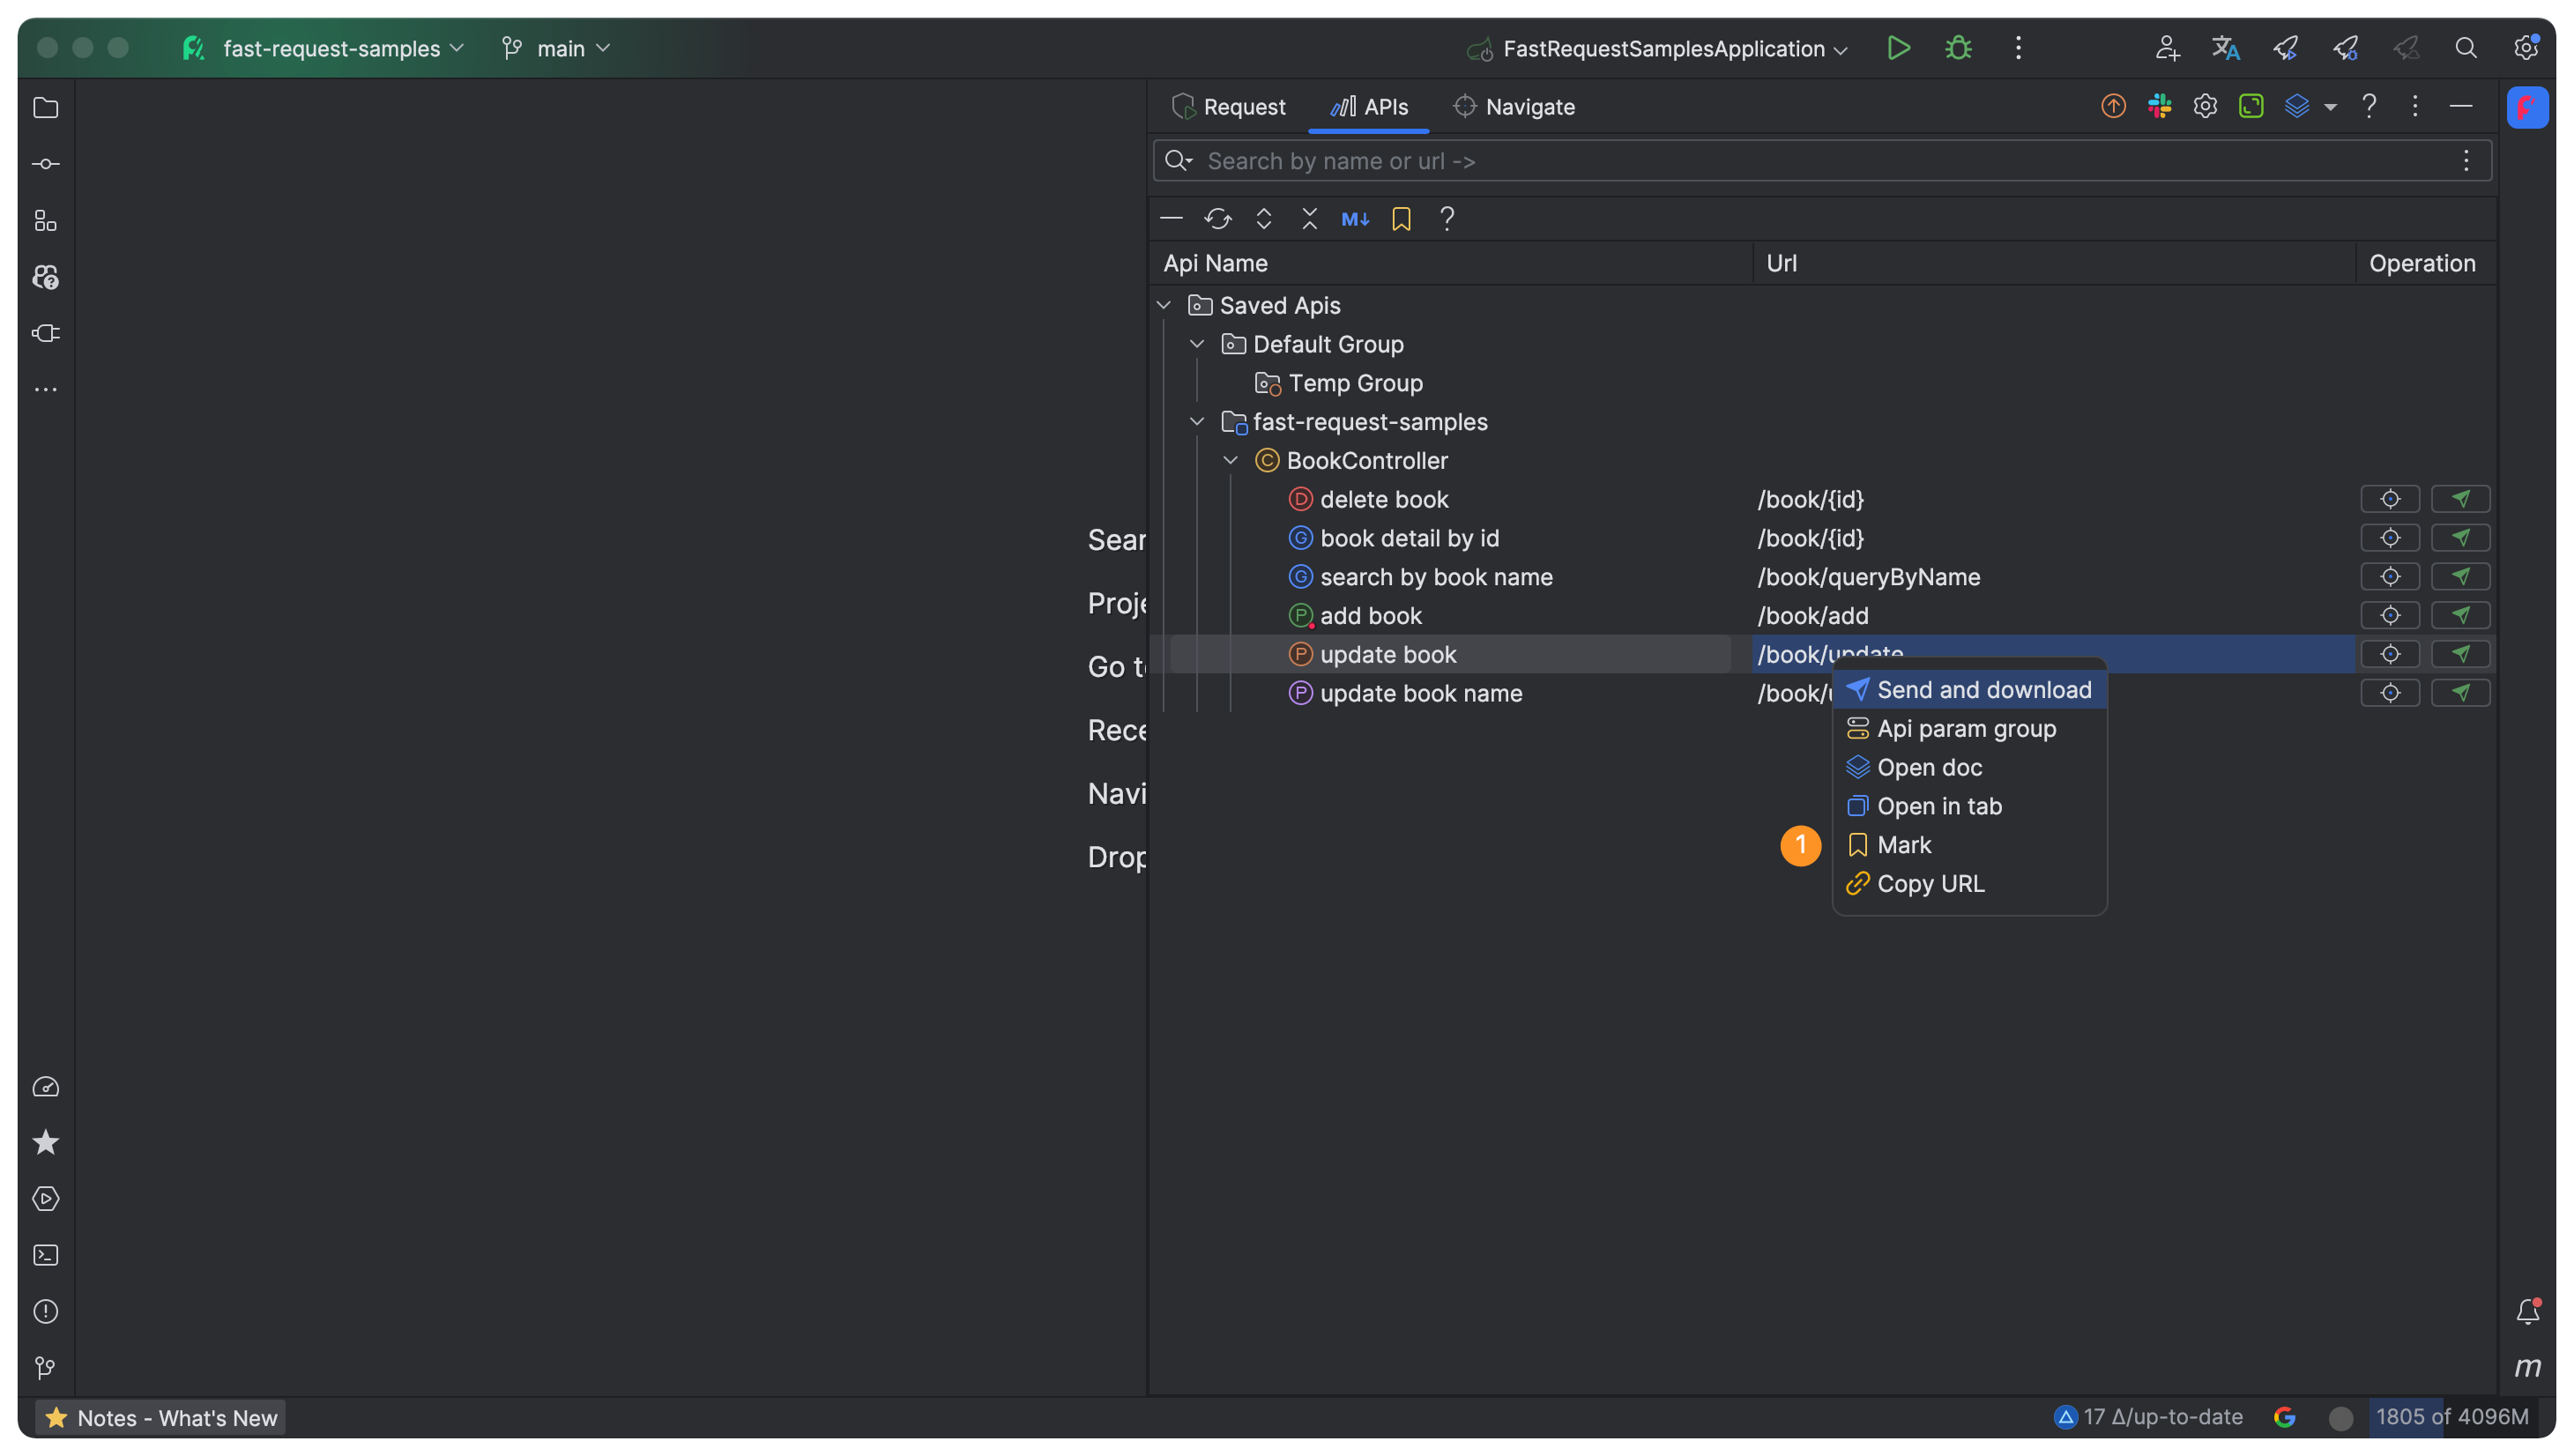 fast-request-samples main FastRequestSamplesApplication
Request APIs Navigate
Search by name or url ->
M↓ ?
Api Name Url Operation
Saved Apis
Default Group
Temp Group
fast-request-samples
C BookController
D delete book /book/{id}
G book detail by id /book/{id}
G search by book name /book/queryByName
P add book /book/add
P update book /book/update
P update book name /book/
Sear
Proje
Go to
Rece
Navi
Drop
Send and download
Api param group
Open doc
Open in tab
1 Mark
Copy URL
m
Notes - What's New 17 Δ/up-to-date 1805 of 4096M